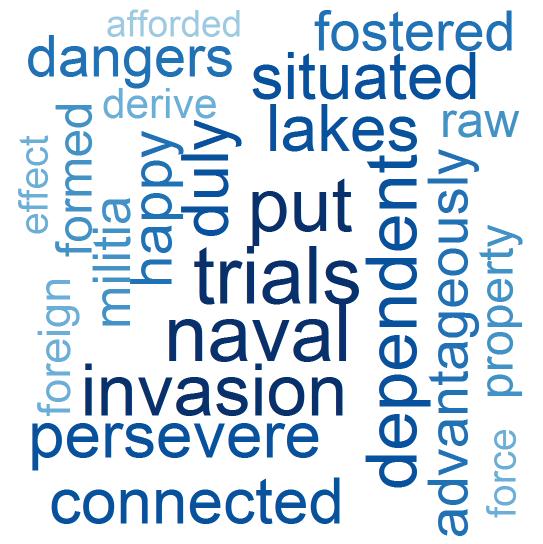 afforded
fostered
dangers
situated
derive
lakes
raw
effect
formed
militia
happy
duly
put
dependent
advantageously
trials
property
foreign
naval
invasion
persevere
force
connected